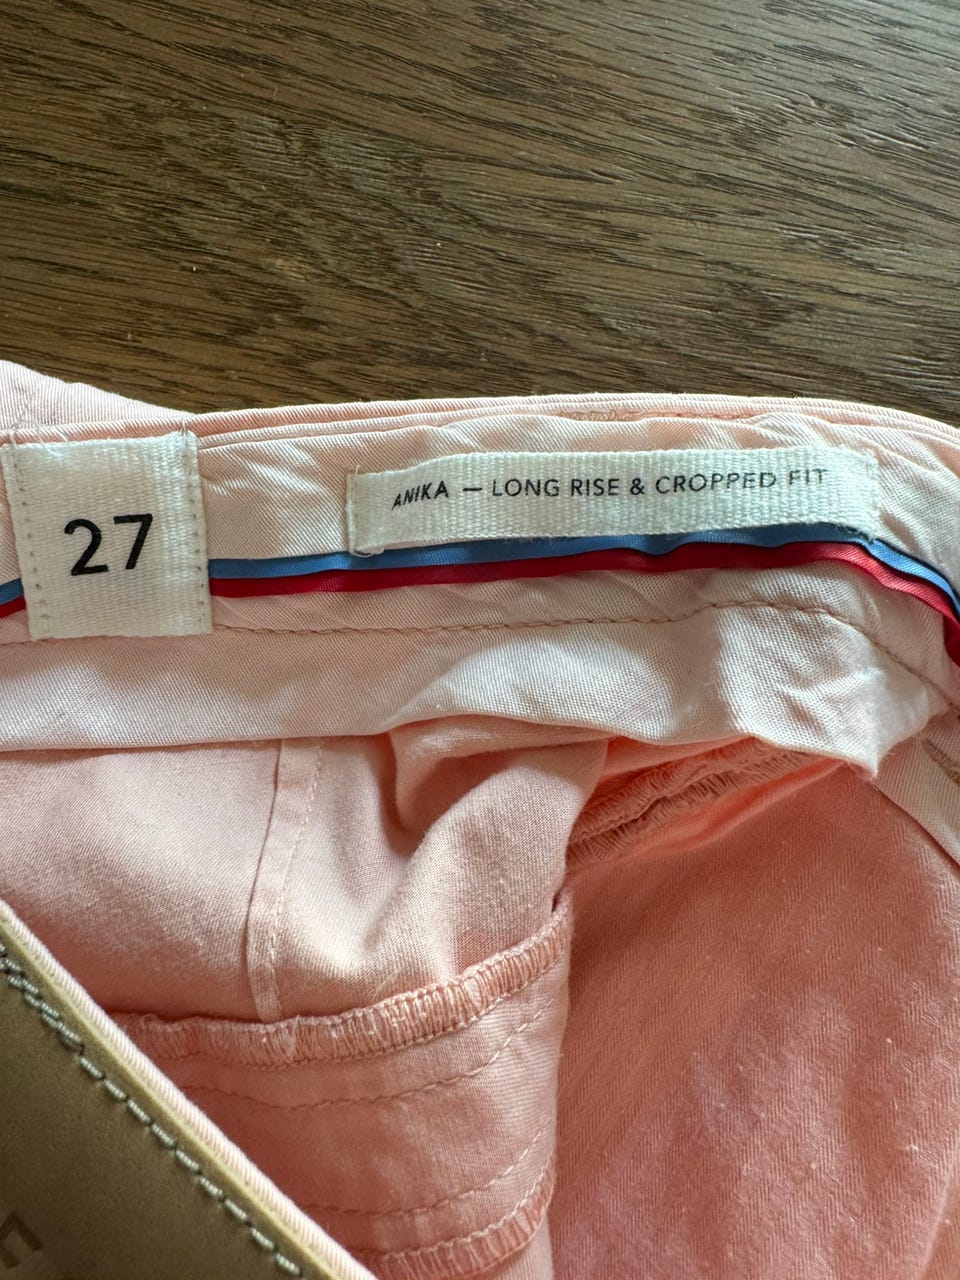 27
ANIKA — LONG RISE & CROPPED FIT
E